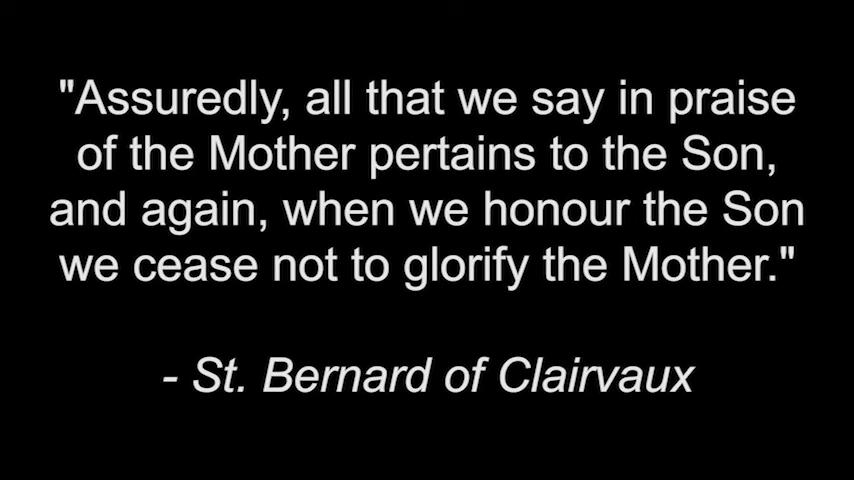 "Assuredly, all that we say in praise
of the Mother pertains to the Son,
and again, when we honour the Son
we cease not to glorify the Mother."
- St. Bernard of Clairvaux